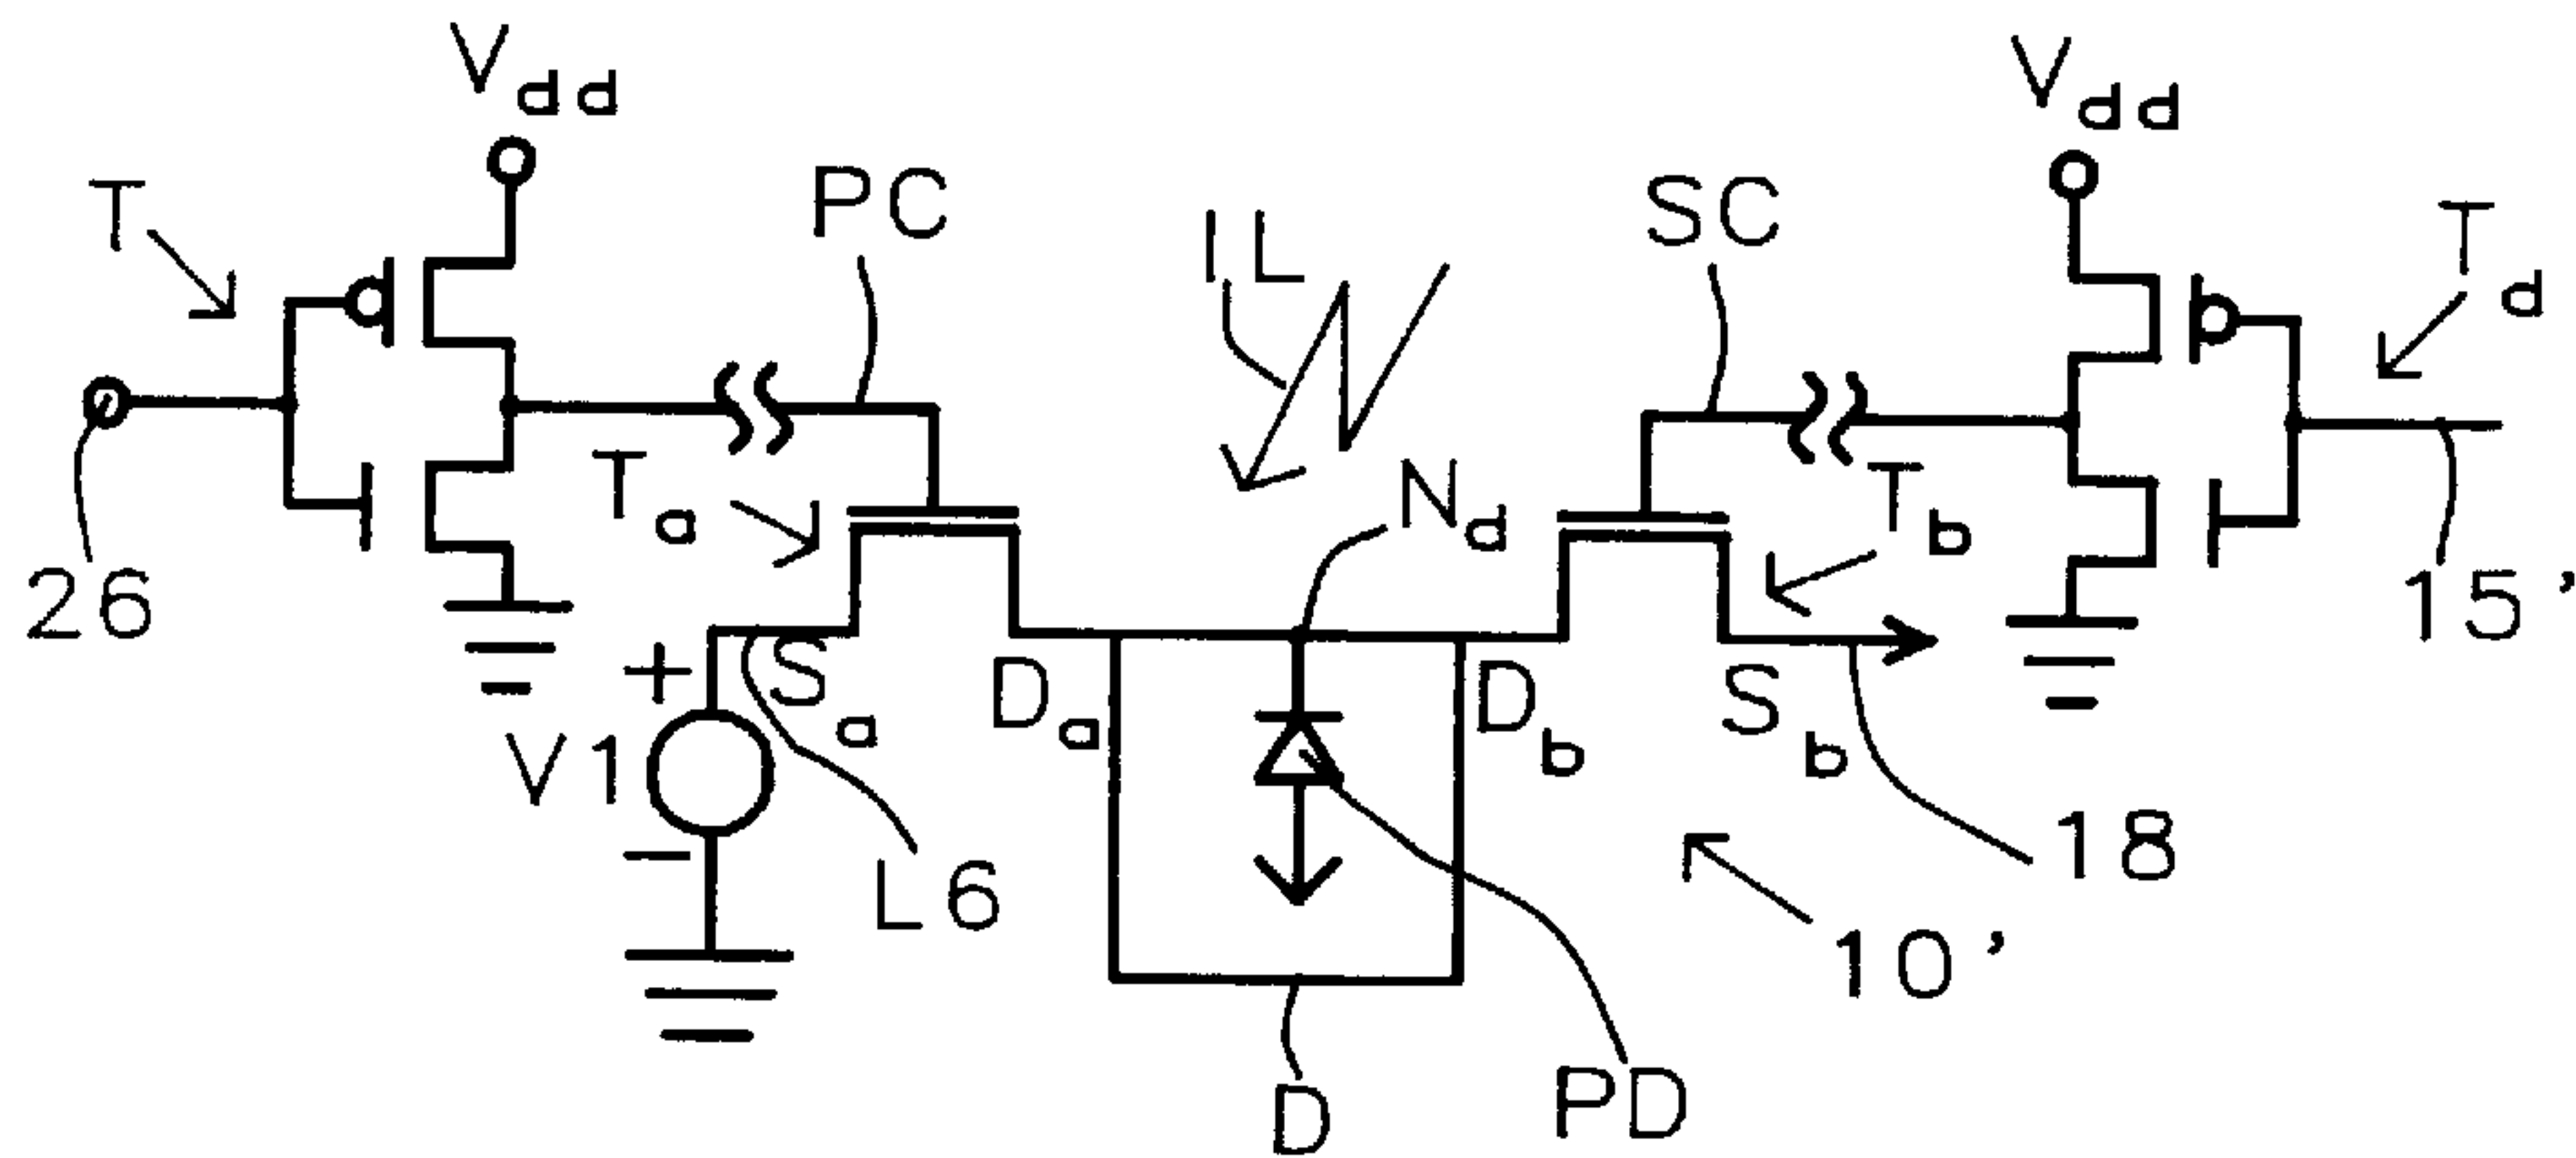 Vdd
Vdd
T
PC
IL
SC
Td
Ta
Nd
Tb
26
15'
+
Sa
Da
Db
Sb
V1
−
L6
18
10'
D
PD